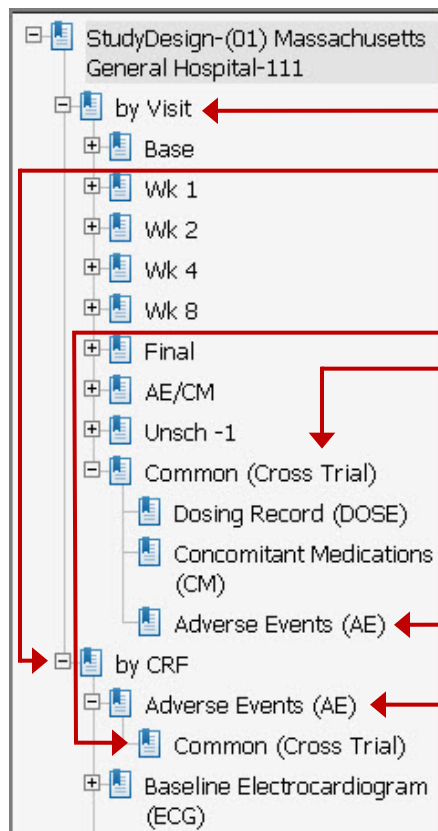 StudyDesign-(01) Massachusetts
General Hospital-111
by Visit
Base
Wk 1
Wk 2
Wk 4
Wk 8
Final
AE/CM
Unsch -1
Common (Cross Trial)
Dosing Record (DOSE)
Concomitant Medications
(CM)
Adverse Events (AE)
by CRF
Adverse Events (AE)
Common (Cross Trial)
Baseline Electrocardiogram
(ECG)